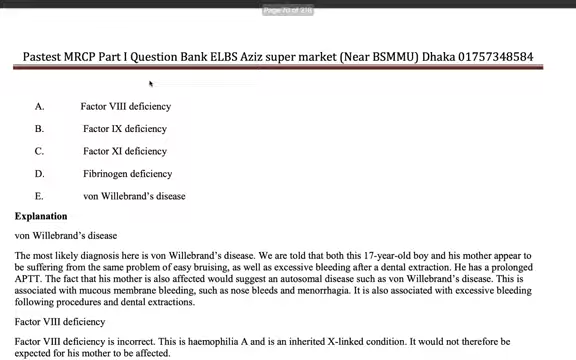 Pastest MRCP Part I Question Bank ELBS Aziz super market (Near BSMMU) Dhaka 01757348584
A. Factor VIII deficiency
B. Factor IX deficiency
C. Factor XI deficiency
D. Fibrinogen deficiency
E. von Willebrand's disease
Explanation
von Willebrand's disease
The most likely diagnosis here is von Willebrand's disease. We are told that both this 17-year-old boy and his mother appear to
be suffering from the same problem of easy bruising, as well as excessive bleeding after a dental extraction. He has a prolonged
APTT. The fact that his mother is also affected would suggest an autosomal disease such as von Willebrand's disease. This is
associated with mucous membrane bleeding, such as nose bleeds and menorrhagia. It is also associated with excessive bleeding
following procedures and dental extractions.
Factor VIII deficiency
Factor VIII deficiency is incorrect. This is haemophilia A and is an inherited X-linked condition. It would not therefore be
expected for his mother to be affected.